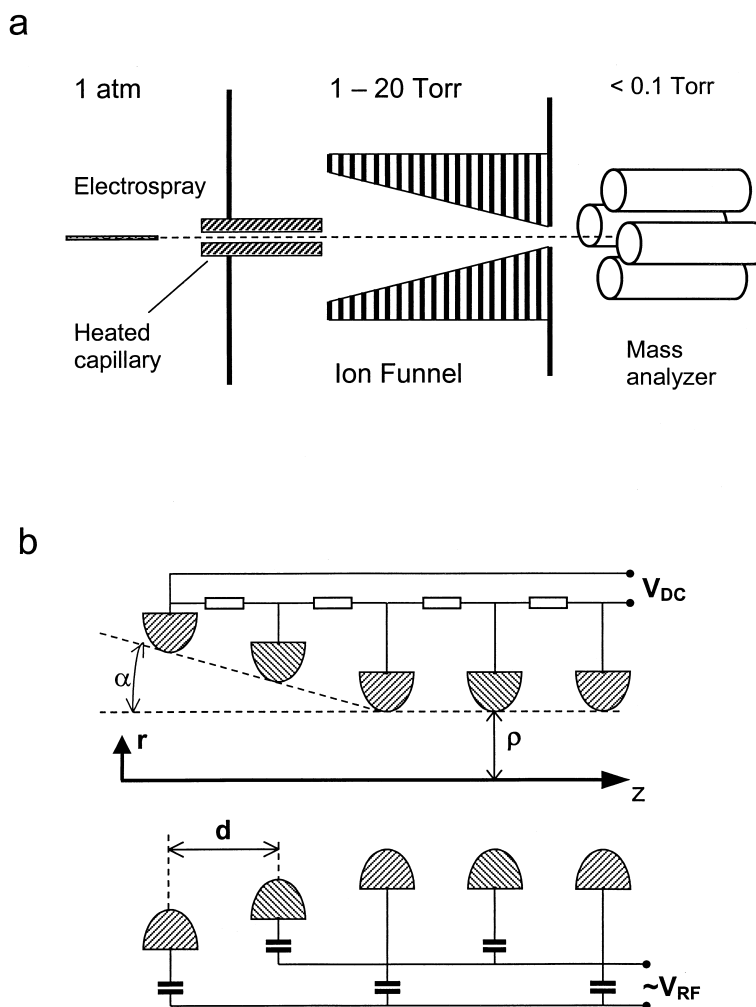 a
1 atm
1 – 20 Torr
< 0.1 Torr
Electrospray
Heated
capillary
Ion Funnel
Mass
analyzer
b
V_DC
α
r
ρ
z
d
~V_RF